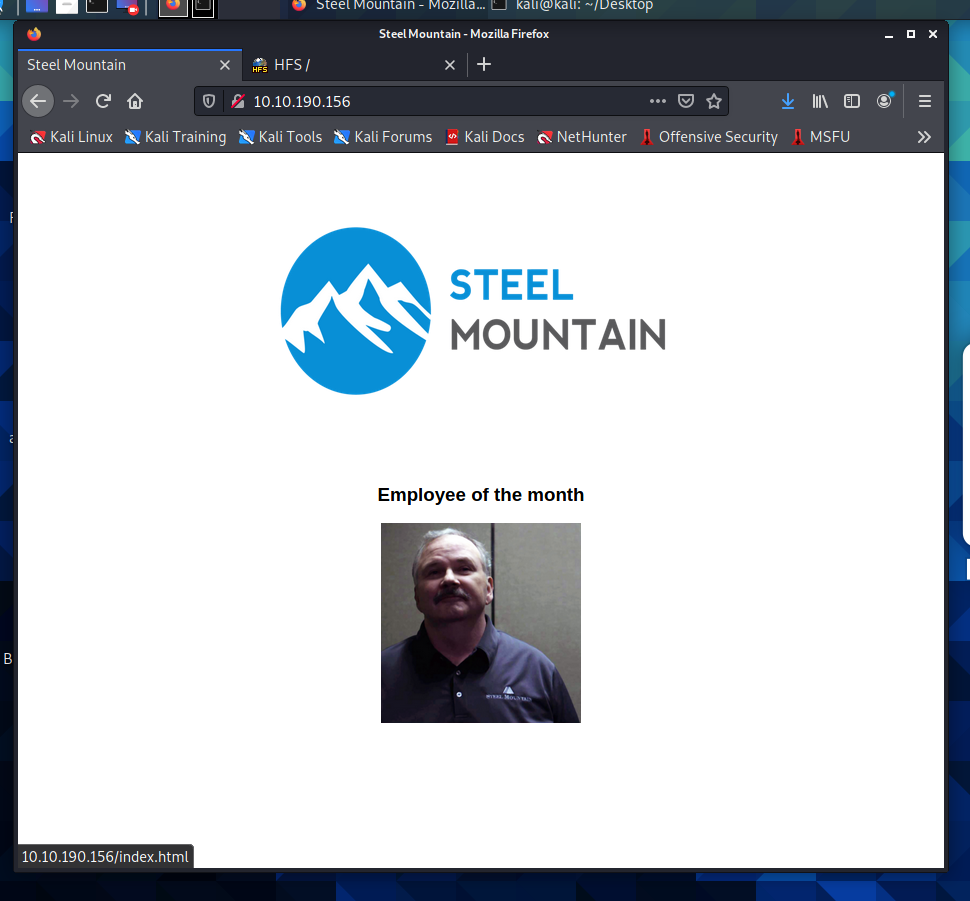 Steel Mountain - Mozilla... kali@kali: ~/Desktop
Steel Mountain - Mozilla Firefox
Steel Mountain HFS /
10.10.190.156
Kali Linux Kali Training Kali Tools Kali Forums Kali Docs NetHunter Offensive Security MSFU
STEEL
MOUNTAIN
Employee of the month
STEEL MOUNTAIN
10.10.190.156/index.html